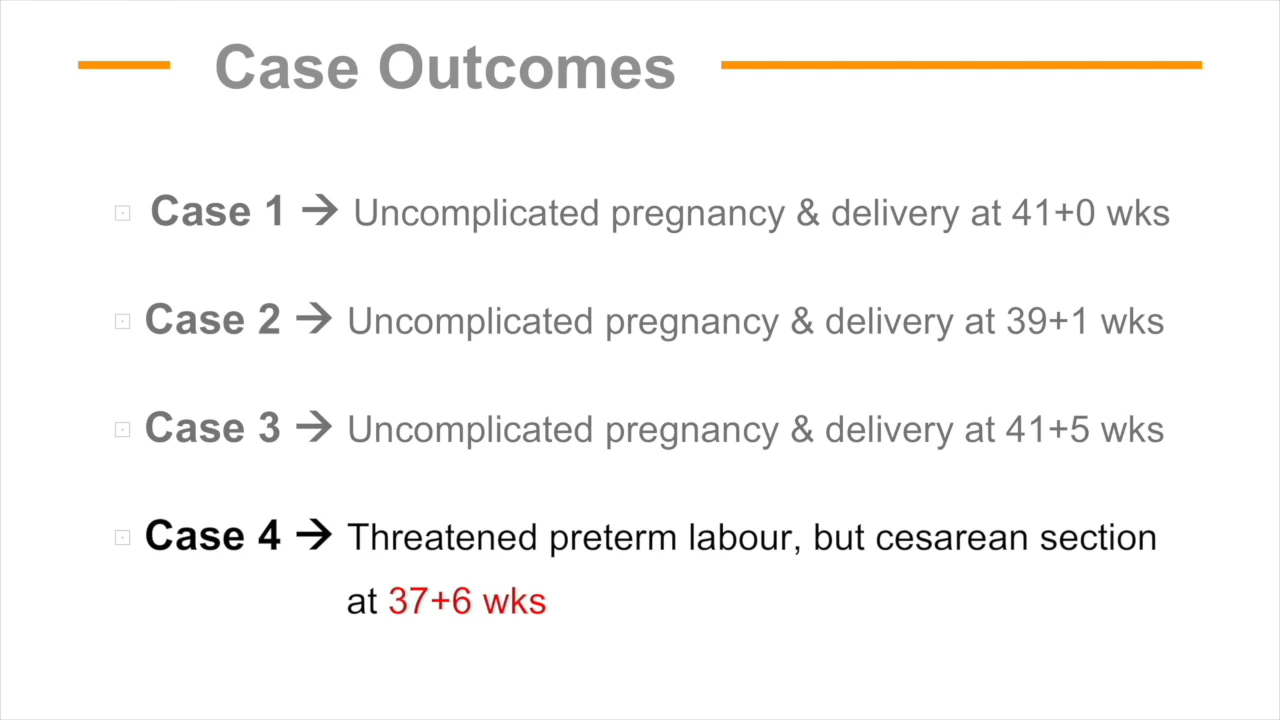 Case Outcomes
Case 1 → Uncomplicated pregnancy & delivery at 41+0 wks
Case 2 → Uncomplicated pregnancy & delivery at 39+1 wks
Case 3 → Uncomplicated pregnancy & delivery at 41+5 wks
Case 4 → Threatened preterm labour, but cesarean section
at 37+6 wks